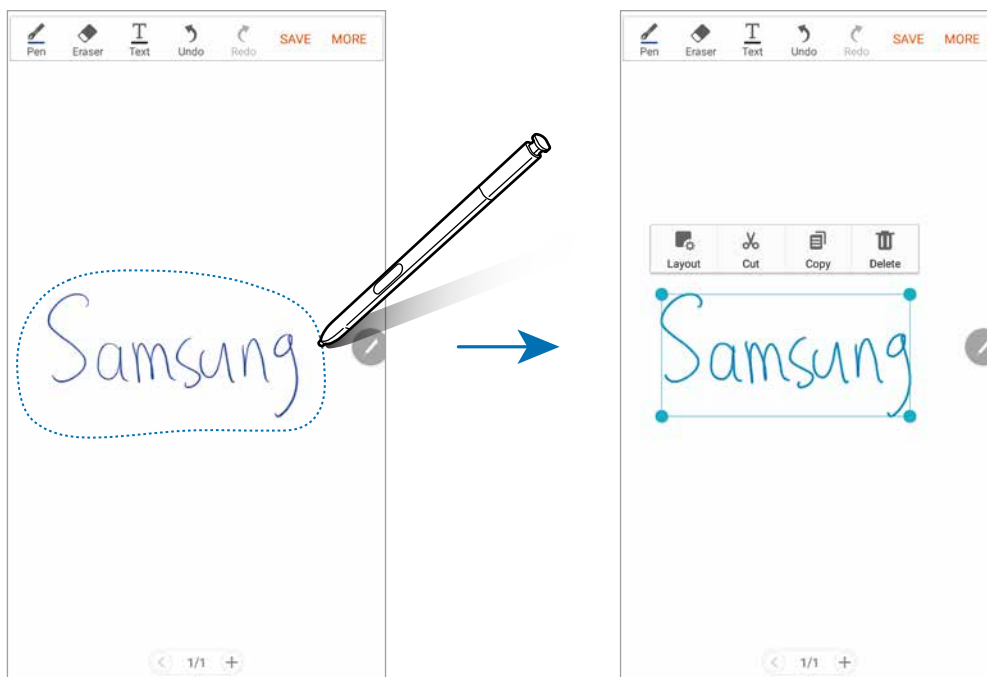 Pen Eraser Text Undo Redo SAVE MORE
Samsung
1/1
Pen Eraser Text Undo Redo SAVE MORE
Layout Cut Copy Delete
Samsung
1/1